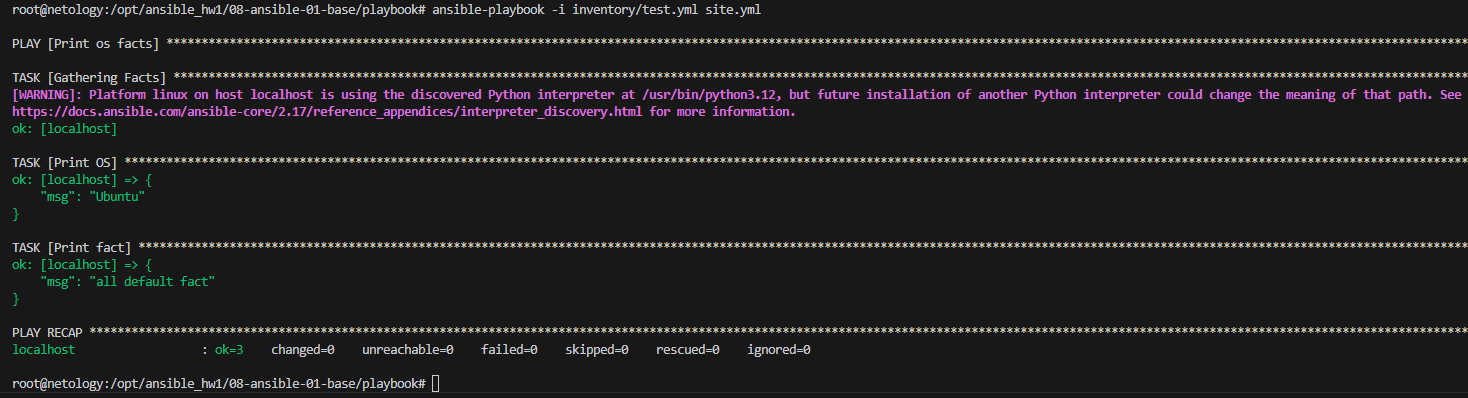 root@netology:/opt/ansible_hw1/08-ansible-01-base/playbook# ansible-playbook -i inventory/test.yml site.yml
PLAY [Print os facts] ****************************************************************************************************************************************************************************************
TASK [Gathering Facts] ***************************************************************************************************************************************************************************************
[WARNING]: Platform linux on host localhost is using the discovered Python interpreter at /usr/bin/python3.12, but future installation of another Python interpreter could change the meaning of that path. See
https://docs.ansible.com/ansible-core/2.17/reference_appendices/interpreter_discovery.html for more information.
ok: [localhost]
TASK [Print OS] **********************************************************************************************************************************************************************************************
ok: [localhost] => {
    "msg": "Ubuntu"
}
TASK [Print fact] ********************************************************************************************************************************************************************************************
ok: [localhost] => {
    "msg": "all default fact"
}
PLAY RECAP ***************************************************************************************************************************************************************************************************
localhost                  : ok=3    changed=0    unreachable=0    failed=0    skipped=0    rescued=0    ignored=0
root@netology:/opt/ansible_hw1/08-ansible-01-base/playbook#